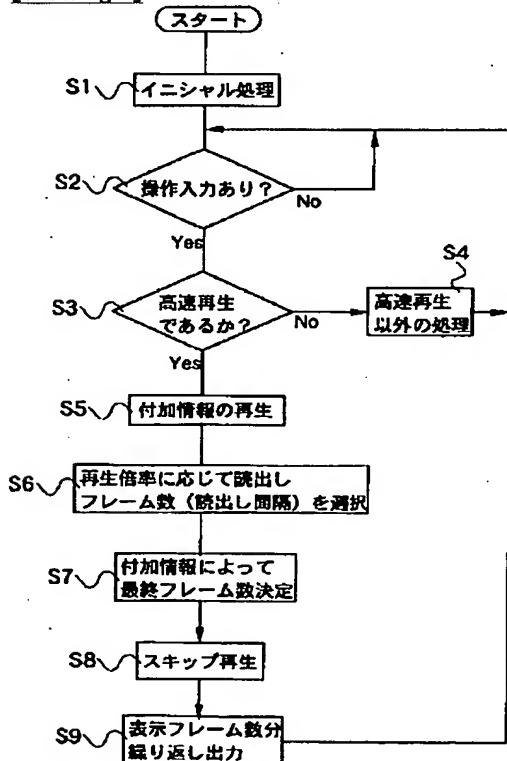 スタート
S1
イニシャル処理
S2
操作入力あり？
No
Yes
S3
高速再生
であるか？
No
S4
高速再生
以外の処理
Yes
S5
付加情報の再生
S6
再生倍率に応じて読出し
フレーム数（読出し間隔）を選択
S7
付加情報によって
最終フレーム数決定
S8
スキップ再生
S9
表示フレーム数分
繰り返し出力